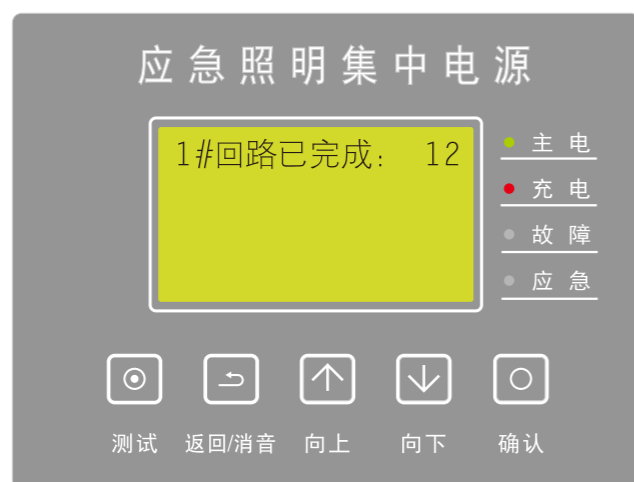 应急照明集中电源
1#回路已完成: 12
主电
充电
故障
应急
测试 返回/消音 向上 向下 确认